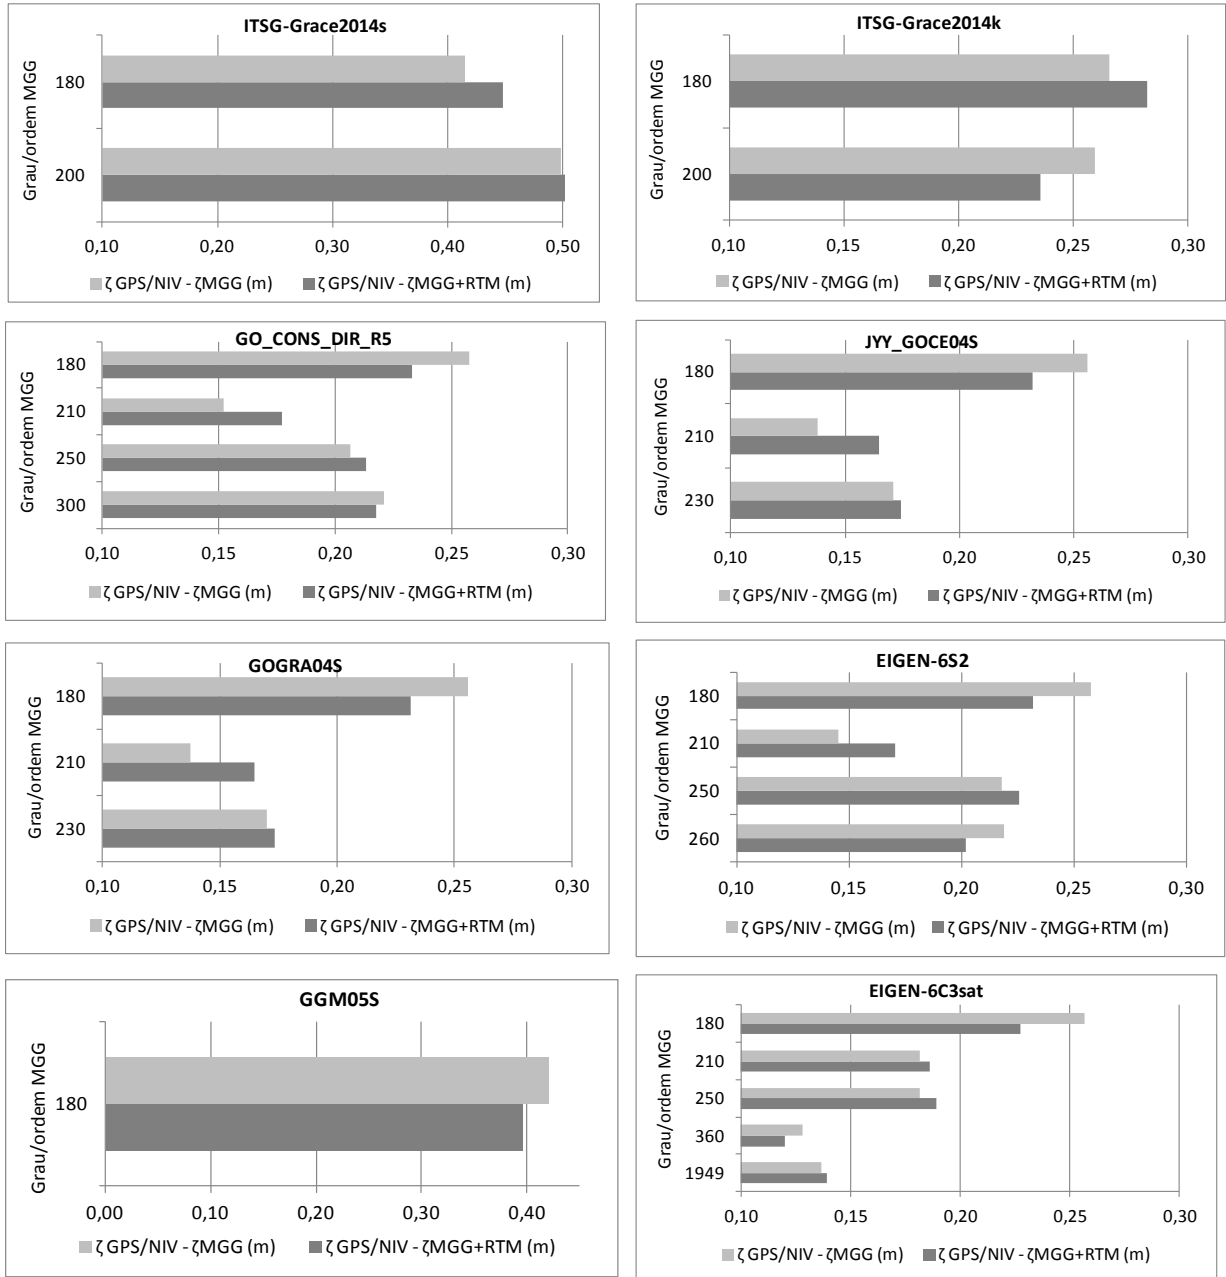 ITSG-Grace2014s
Grau/ordem MGG
180
200
0,10 0,20 0,30 0,40 0,50
ζ GPS/NIV - ζMGG (m) ζ GPS/NIV - ζMGG+RTM (m)
ITSG-Grace2014k
Grau/ordem MGG
180
200
0,10 0,15 0,20 0,25 0,30
ζ GPS/NIV - ζMGG (m) ζ GPS/NIV - ζMGG+RTM (m)
GO_CONS_DIR_R5
Grau/ordem MGG
180
210
250
300
0,10 0,15 0,20 0,25 0,30
ζ GPS/NIV - ζMGG (m) ζ GPS/NIV - ζMGG+RTM (m)
JYY_GOCE04S
Grau/ordem MGG
180
210
230
0,10 0,15 0,20 0,25 0,30
ζ GPS/NIV - ζMGG (m) ζ GPS/NIV - ζMGG+RTM (m)
GOGRA04S
Grau/ordem MGG
180
210
230
0,10 0,15 0,20 0,25 0,30
ζ GPS/NIV - ζMGG (m) ζ GPS/NIV - ζMGG+RTM (m)
EIGEN-6S2
Grau/ordem MGG
180
210
250
260
0,10 0,15 0,20 0,25 0,30
ζ GPS/NIV - ζMGG (m) ζ GPS/NIV - ζMGG+RTM (m)
GGM05S
Grau/ordem MGG
180
0,00 0,10 0,20 0,30 0,40
ζ GPS/NIV - ζMGG (m) ζ GPS/NIV - ζMGG+RTM (m)
EIGEN-6C3sat
Grau/ordem MGG
180
210
250
360
1949
0,10 0,15 0,20 0,25 0,30
ζ GPS/NIV - ζMGG (m) ζ GPS/NIV - ζMGG+RTM (m)